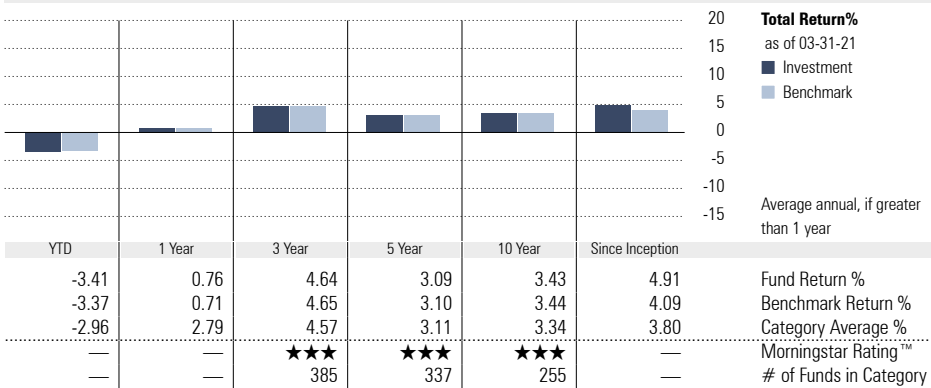 20
15
10
5
0
-5
-10
-15
Total Return%
as of 03-31-21
Investment
Benchmark
Average annual, if greater
than 1 year
YTD 1 Year 3 Year 5 Year 10 Year Since Inception
-3.41 0.76 4.64 3.09 3.43 4.91 Fund Return %
-3.37 0.71 4.65 3.10 3.44 4.09 Benchmark Return %
-2.96 2.79 4.57 3.11 3.34 3.80 Category Average %
— — ★★★ ★★★ ★★★ — Morningstar Rating™
— — 385 337 255 — # of Funds in Category